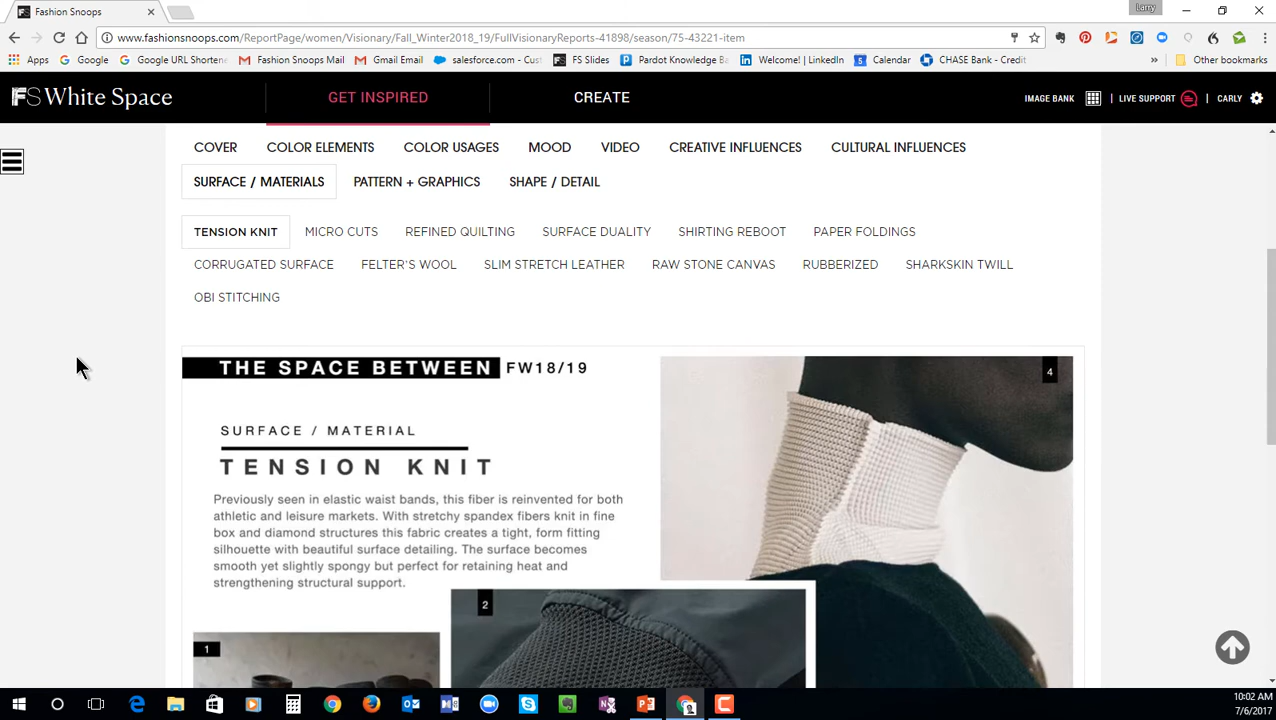 Fashion Snoops
Larry
www.fashionsnoops.com/ReportPage/women/Visionary/Fall_Winter2018_19/FullVisionaryReports-41898/season/75-43221-item
Apps Google Google URL Shortene Fashion Snoops Mail Gmail Email salesforce.com - Cust FS Slides Pardot Knowledge Ba Welcome! | LinkedIn Calendar CHASE Bank - Credit » Other bookmarks
FS White Space GET INSPIRED CREATE IMAGE BANK | LIVE SUPPORT | CARLY
COVER COLOR ELEMENTS COLOR USAGES MOOD VIDEO CREATIVE INFLUENCES CULTURAL INFLUENCES
SURFACE / MATERIALS PATTERN + GRAPHICS SHAPE / DETAIL
TENSION KNIT MICRO CUTS REFINED QUILTING SURFACE DUALITY SHIRTING REBOOT PAPER FOLDINGS
CORRUGATED SURFACE FELTER'S WOOL SLIM STRETCH LEATHER RAW STONE CANVAS RUBBERIZED SHARKSKIN TWILL
OBI STITCHING
THE SPACE BETWEEN FW18/19
4
SURFACE / MATERIAL
TENSION KNIT
Previously seen in elastic waist bands, this fiber is reinvented for both
athletic and leisure markets. With stretchy spandex fibers knit in fine
box and diamond structures this fabric creates a tight, form fitting
silhouette with beautiful surface detailing. The surface becomes
smooth yet slightly spongy but perfect for retaining heat and
strengthening structural support.
2
1
10:02 AM
7/6/2017